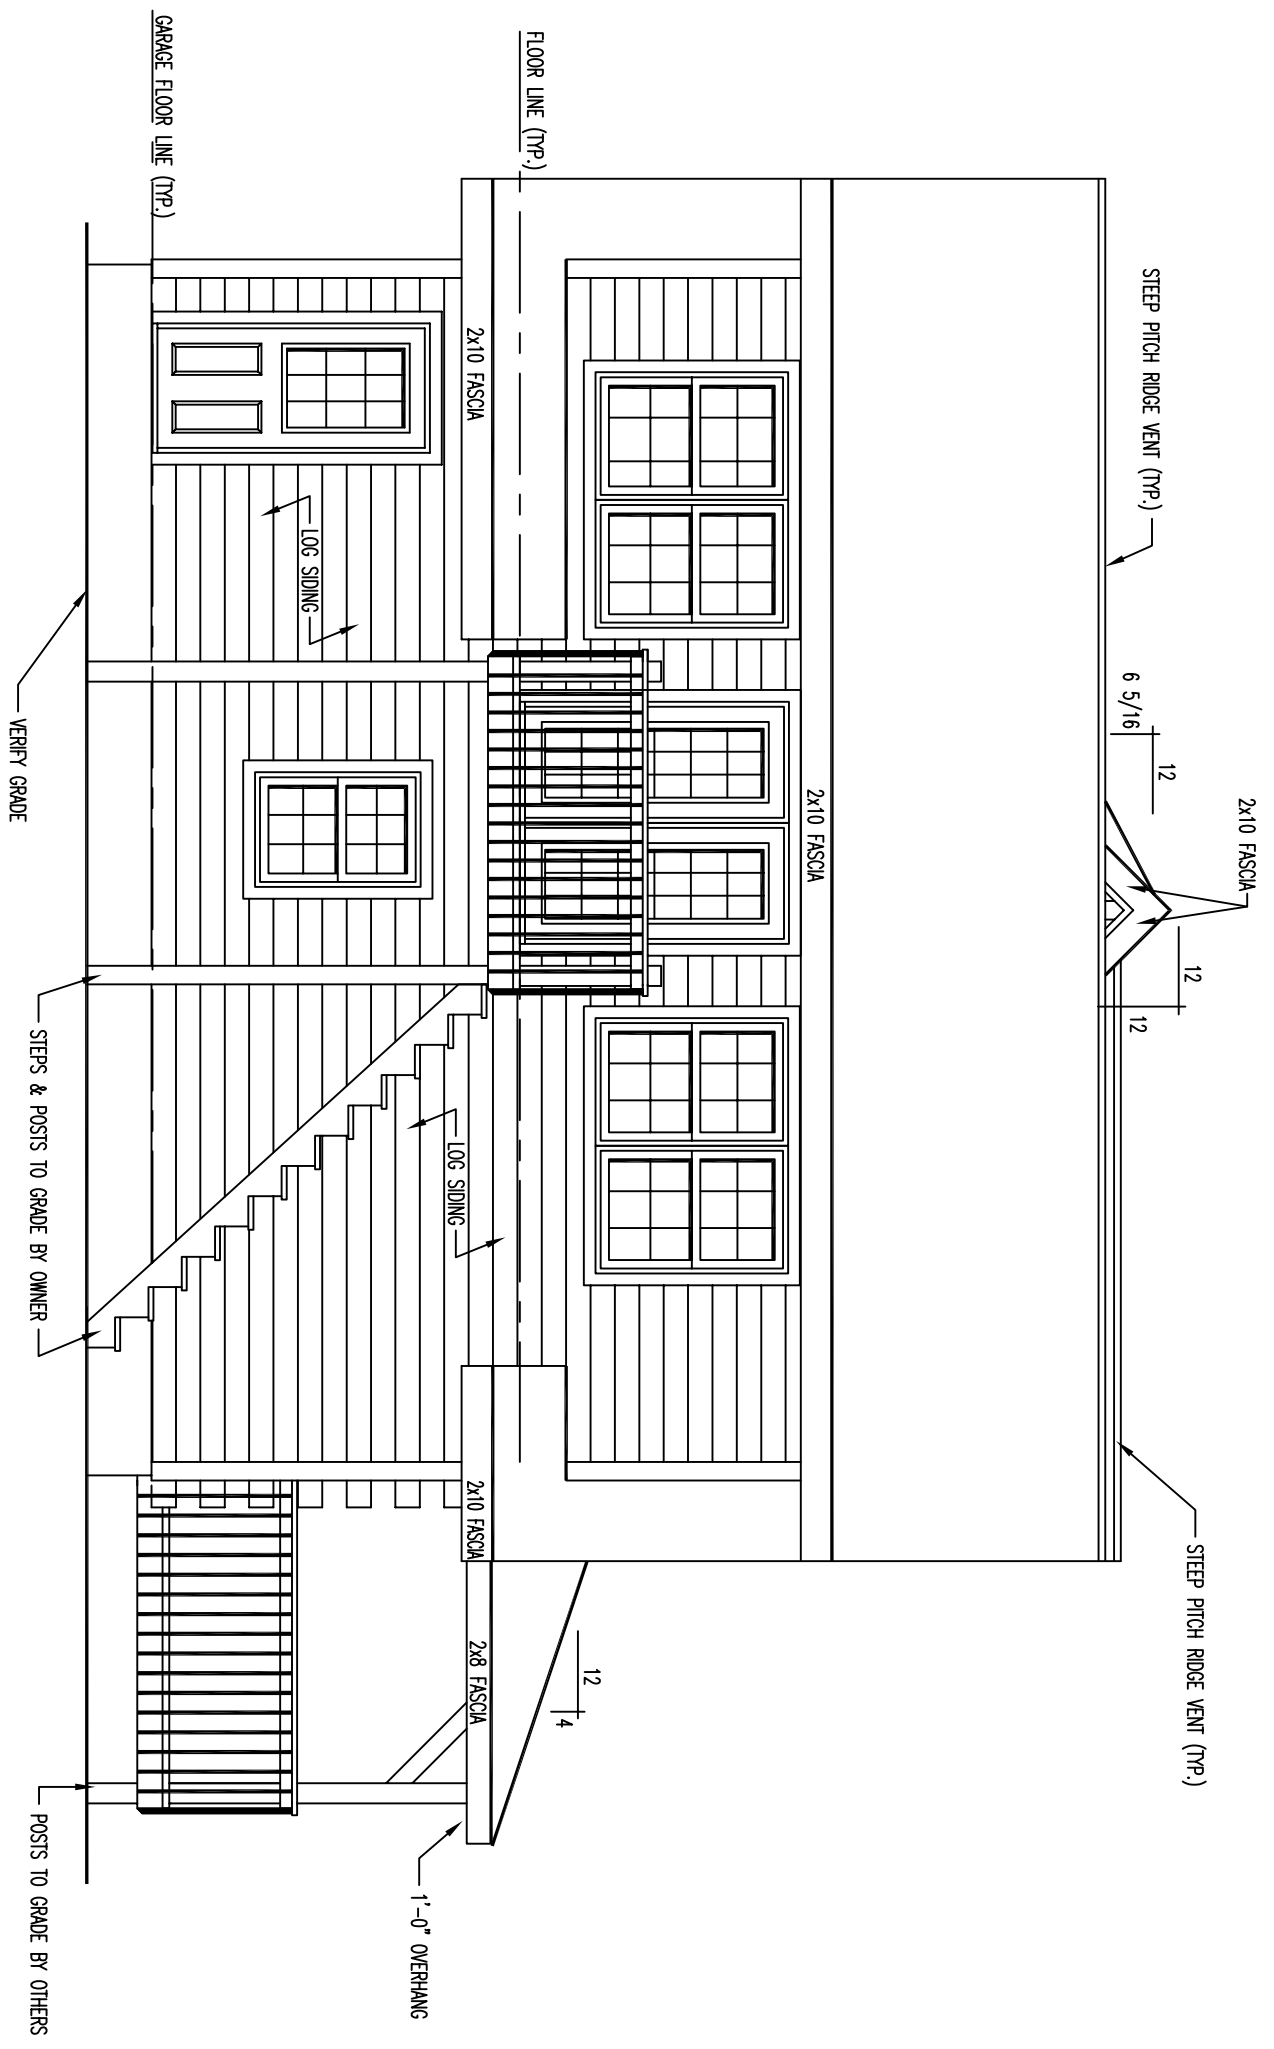 2x10 FASCIA
12
6 5/16
12
12
STEEP PITCH RIDGE VENT (TYP.)
STEEP PITCH RIDGE VENT (TYP.)
2x10 FASCIA
FLOOR LINE (TYP.)
2x10 FASCIA
2x10 FASCIA
12
4
2x8 FASCIA
LOG SIDING
1'-0" OVERHANG
LOG SIDING
GARAGE FLOOR LINE (TYP.)
STEPS & POSTS TO GRADE BY OWNER
POSTS TO GRADE BY OTHERS
VERIFY GRADE